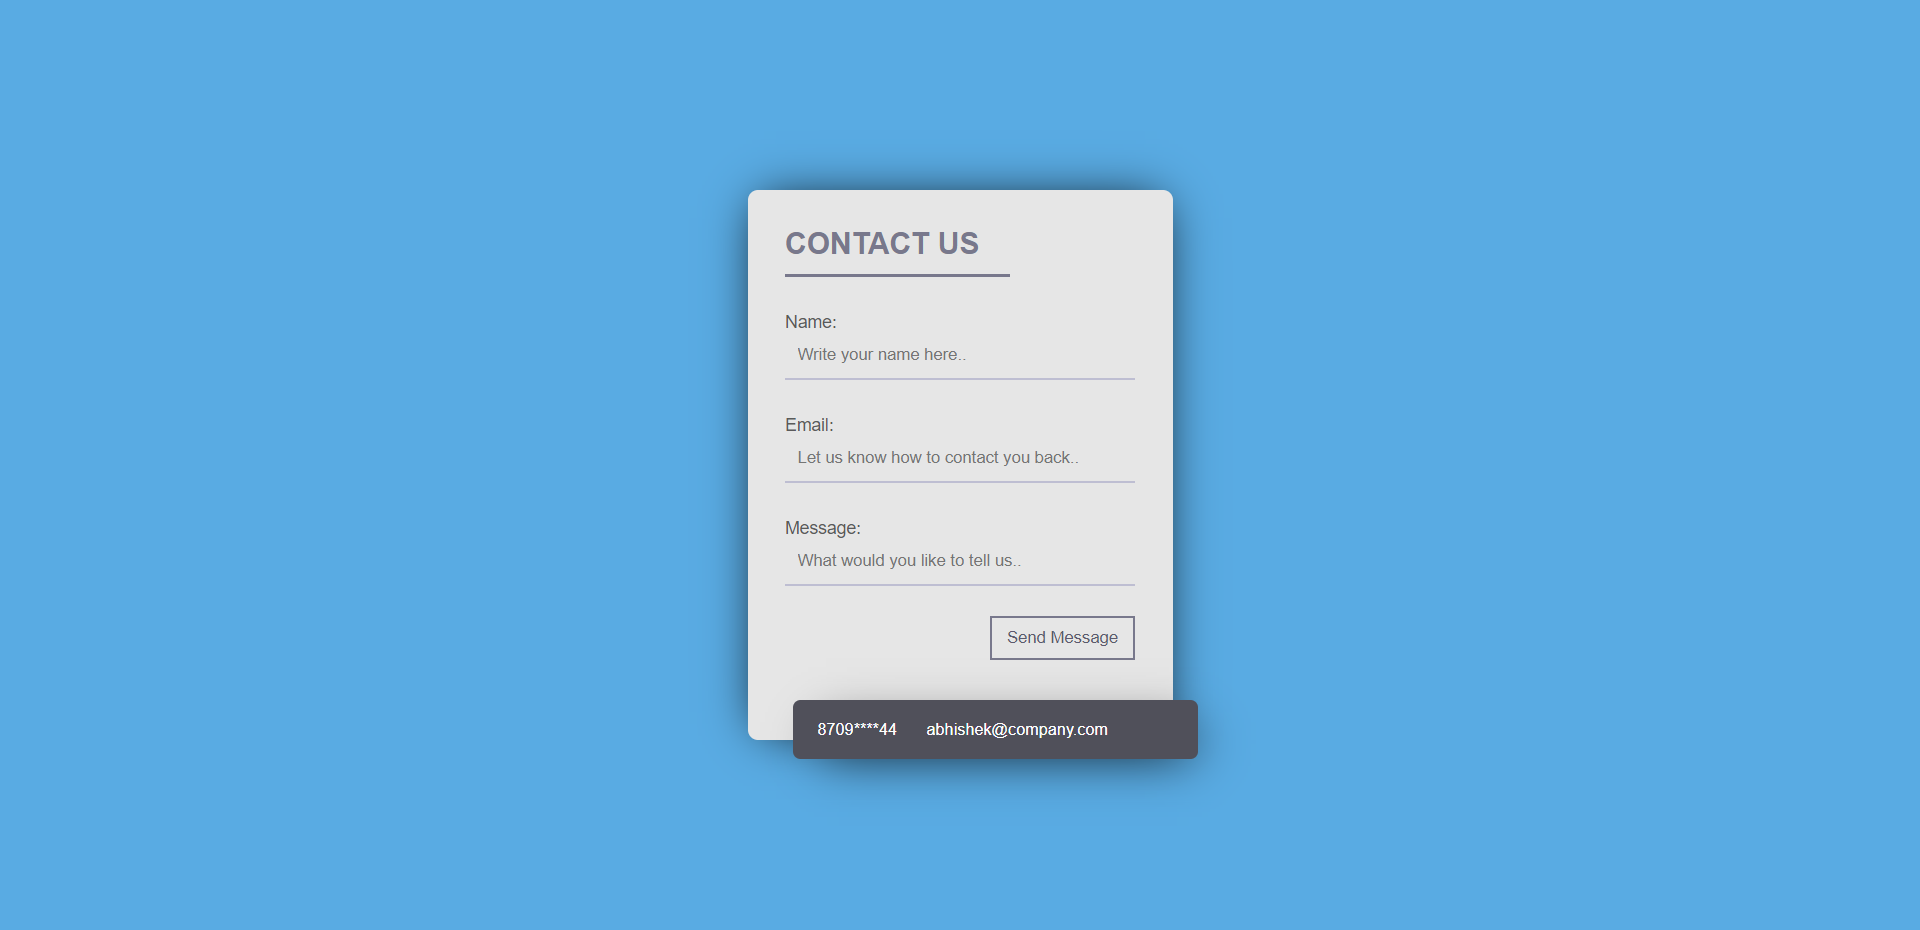 CONTACT US
Name:
Write your name here..
Email:
Let us know how to contact you back..
Message:
What would you like to tell us..
Send Message
8709****44 abhishek@company.com